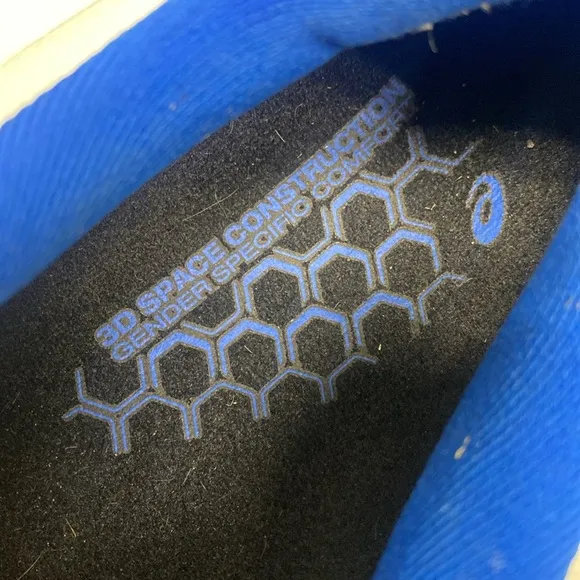 3D SPACE CONSTRUCTION
GENDER SPECIFIC COMFORT